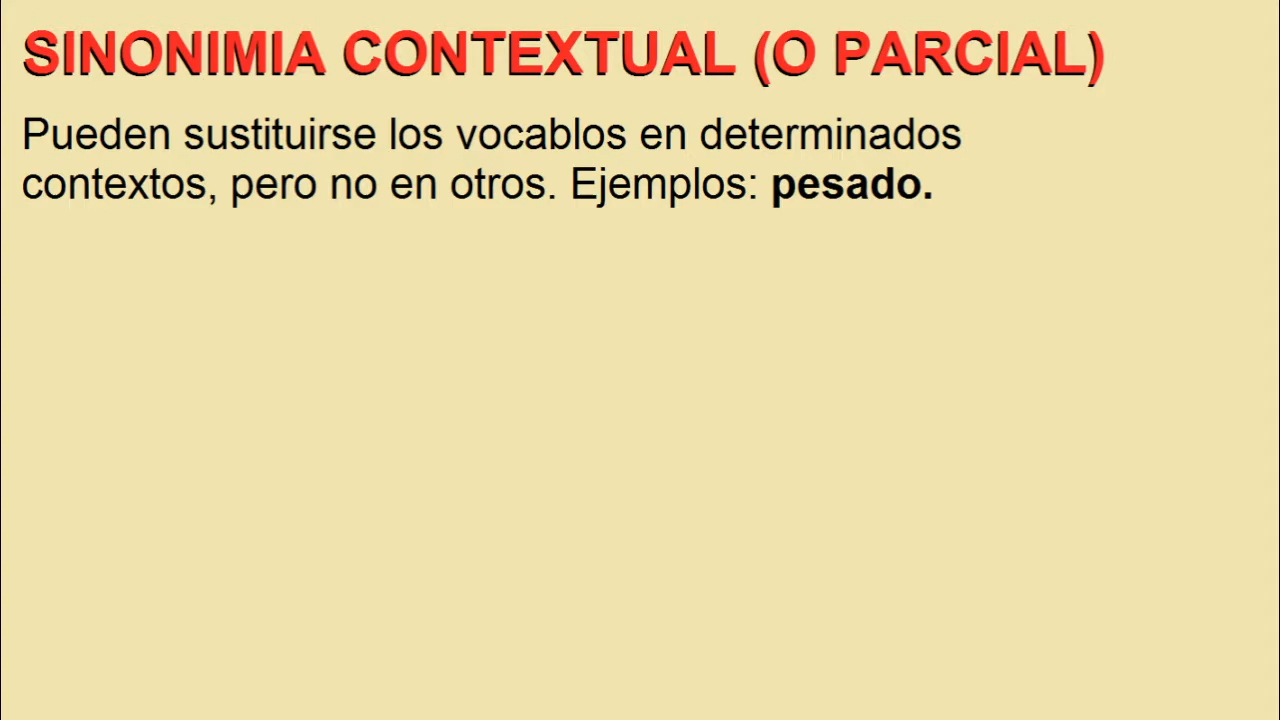 SINONIMIA CONTEXTUAL (O PARCIAL)
Pueden sustituirse los vocablos en determinados
contextos, pero no en otros. Ejemplos: pesado.